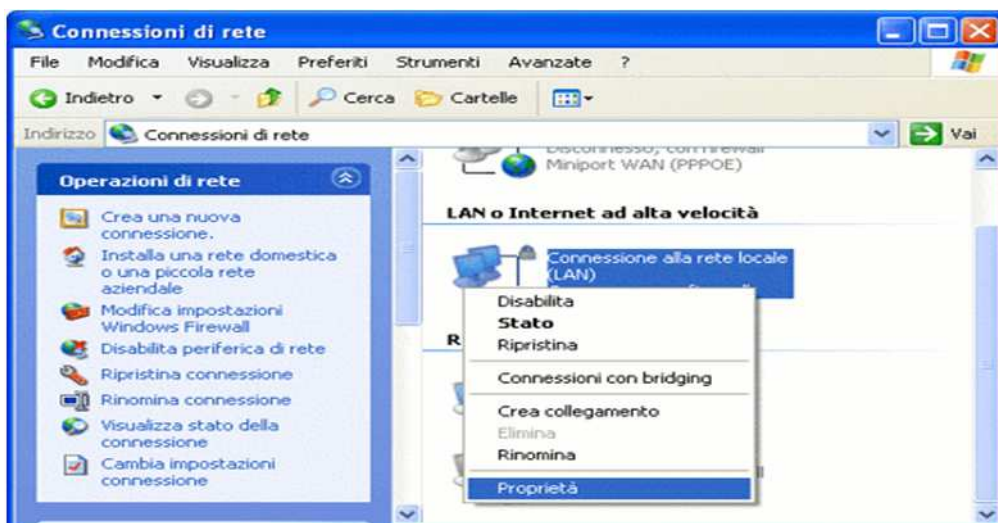 Connessioni di rete
File Modifica Visualizza Preferiti Strumenti Avanzate ?
Indietro Cerca Cartelle
Indirizzo Connessioni di rete Vai
Operazioni di rete
Crea una nuova
connessione.
Installa una rete domestica
o una piccola rete
aziendale
Modifica impostazioni
Windows Firewall
Disabilita periferica di rete
Ripristina connessione
Rinomina connessione
Visualizza stato della
connessione
Cambia impostazioni
connessione
Disconnesso, con firewall
Miniport WAN (PPPOE)
LAN o Internet ad alta velocità
Connessione alla rete locale
(LAN)
R
Disabilita
Stato
Ripristina
Connessioni con bridging
Crea collegamento
Elimina
Rinomina
Proprietà